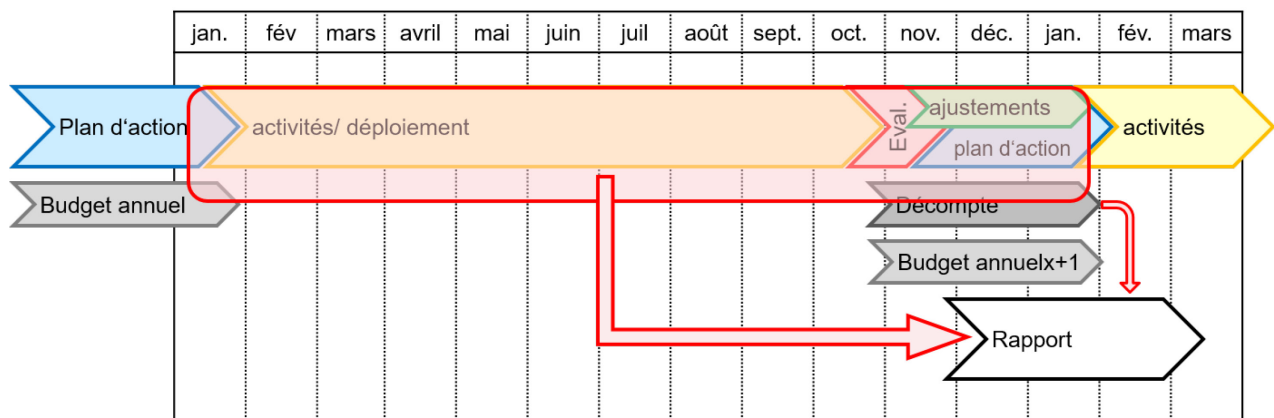 jan. fév mars avril mai juin juil août sept. oct. nov. déc. jan. fév. mars
Plan d‘action
activités/ déploiement
Eval.
ajustements
plan d‘action
activités
Budget annuel
Décompte
Budget annuelx+1
Rapport